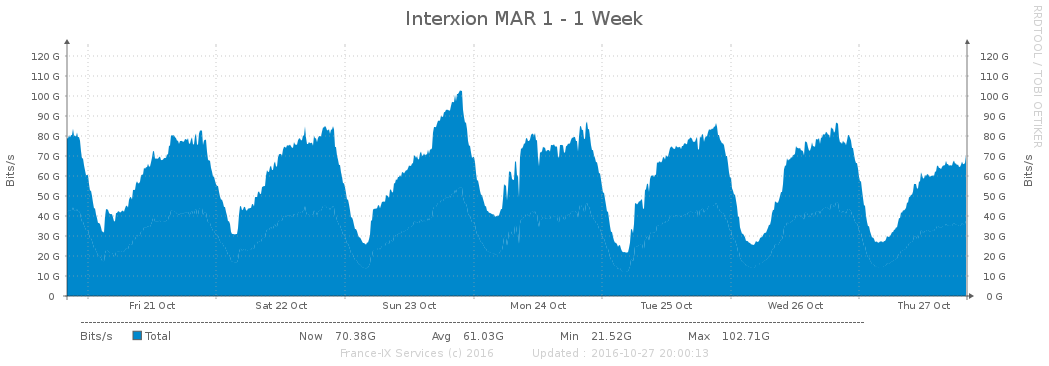 Interxion MAR 1 - 1 Week
RRDTOOL / TOBI OETIKER
Bits/s
120 G
110 G
100 G
90 G
80 G
70 G
60 G
50 G
40 G
30 G
20 G
10 G
0
120 G
110 G
100 G
90 G
80 G
70 G
60 G
50 G
40 G
30 G
20 G
10 G
0 G
Bits/s
Fri 21 Oct Sat 22 Oct Sun 23 Oct Mon 24 Oct Tue 25 Oct Wed 26 Oct Thu 27 Oct
Bits/s Total Now 70.38G Avg 61.03G Min 21.52G Max 102.71G
France-IX Services (c) 2016 Updated : 2016-10-27 20:00:13